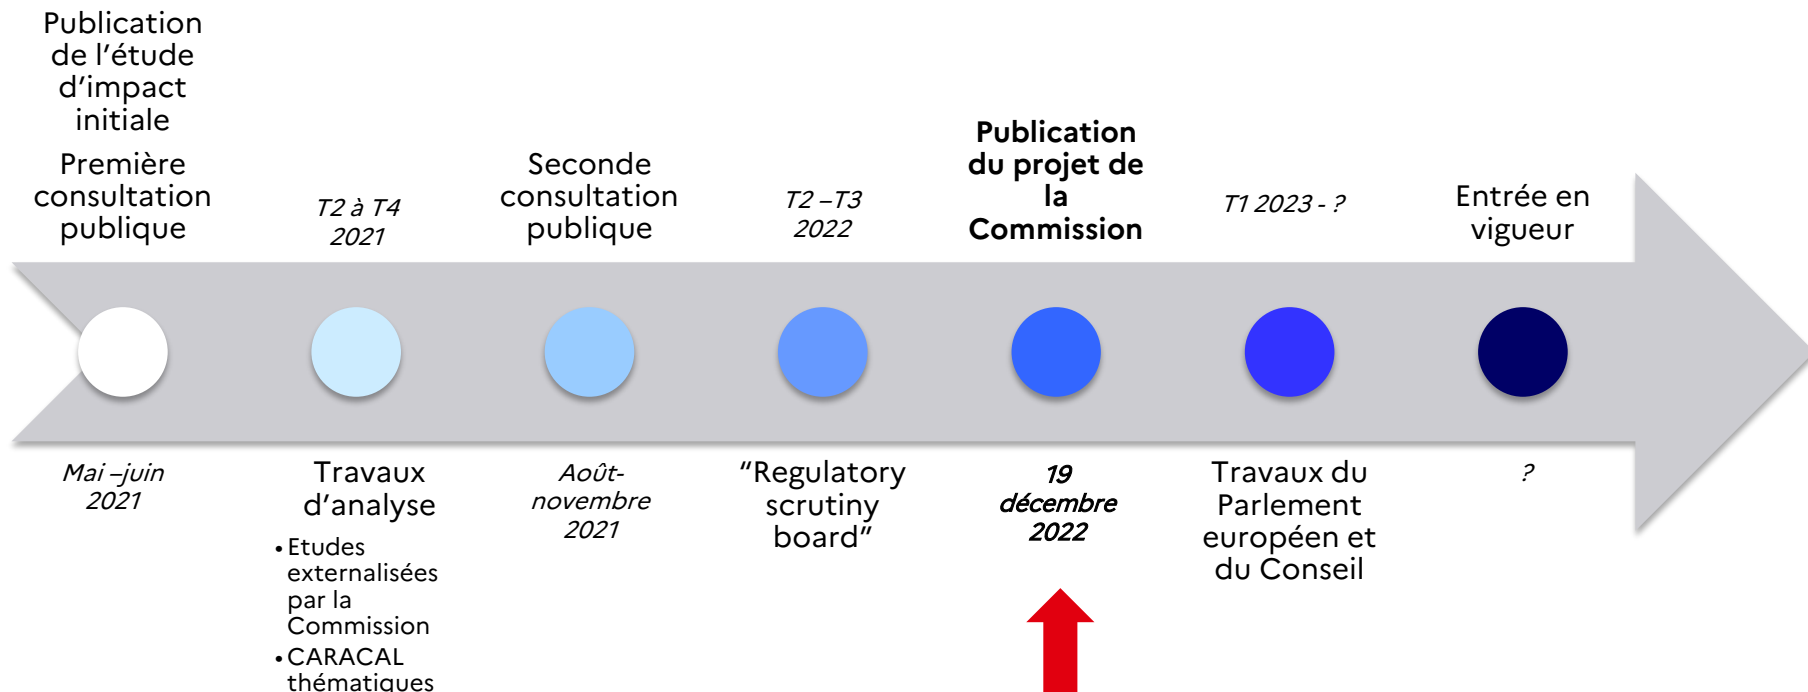 Publication
de l’étude
d’impact
initiale
Première
consultation
publique
Mai –juin
2021
T2 à T4
2021
Travaux
d’analyse
• Etudes
externalisées
par la
Commission
• CARACAL
thématiques
Seconde
consultation
publique
Août-
novembre
2021
T2 –T3
2022
“Regulatory
scrutiny
board”
Publication
du projet de
la
Commission
19
décembre
2022
T1 2023 - ?
Travaux du
Parlement
européen et
du Conseil
Entrée en
vigueur
?